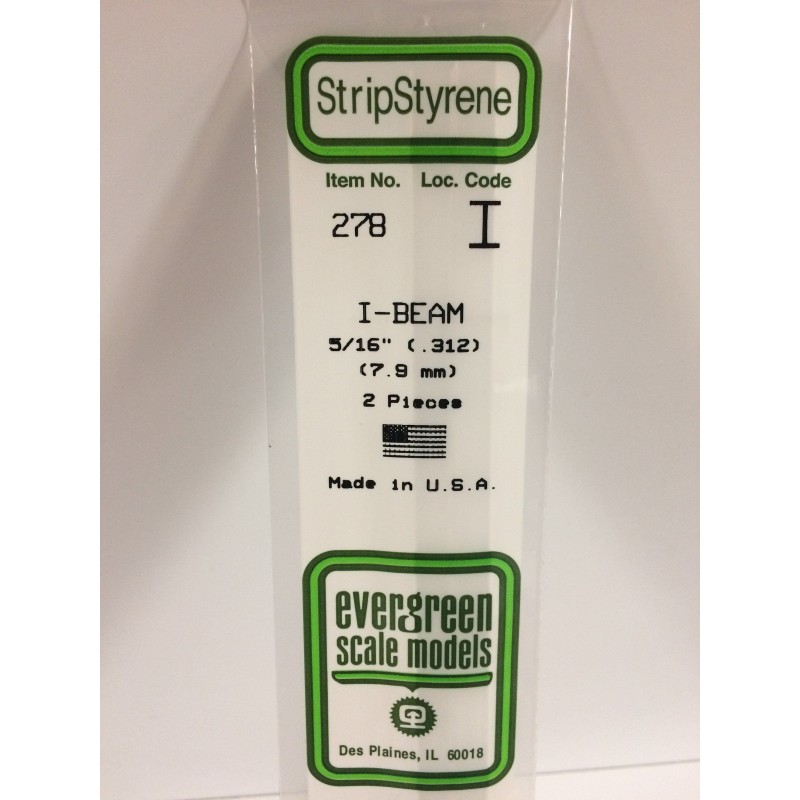 StripStyrene
Item No. Loc. Code
278 I
I-BEAM
5/16" (.312)
(7.9 mm)
2 Pieces
Made in U.S.A.
evergreen
scale models
Des Plaines, IL 60018